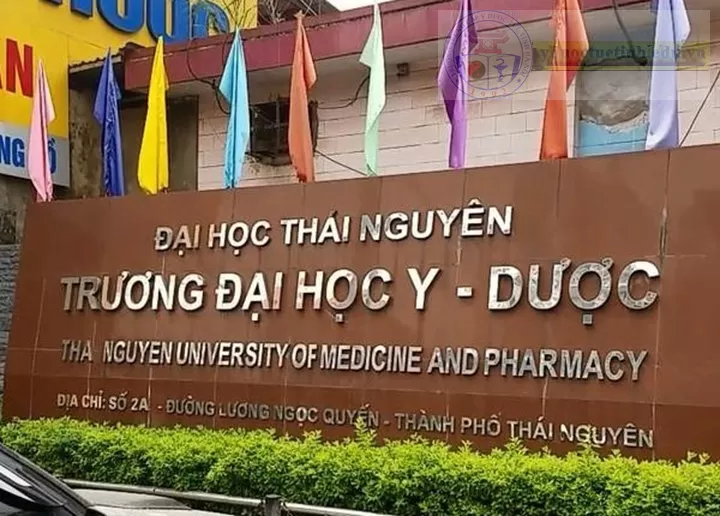 ĐẠI HỌC THÁI NGUYÊN
TRƯƠNG ĐẠI HỌC Y - DƯỢC
THA NGUYEN UNIVERSITY OF MEDICINE AND PHARMACY
ĐỊA CHỈ: SỐ 2A - ĐƯỜNG LƯƠNG NGỌC QUYẾN - THÀNH PHỐ THÁI NGUYÊN